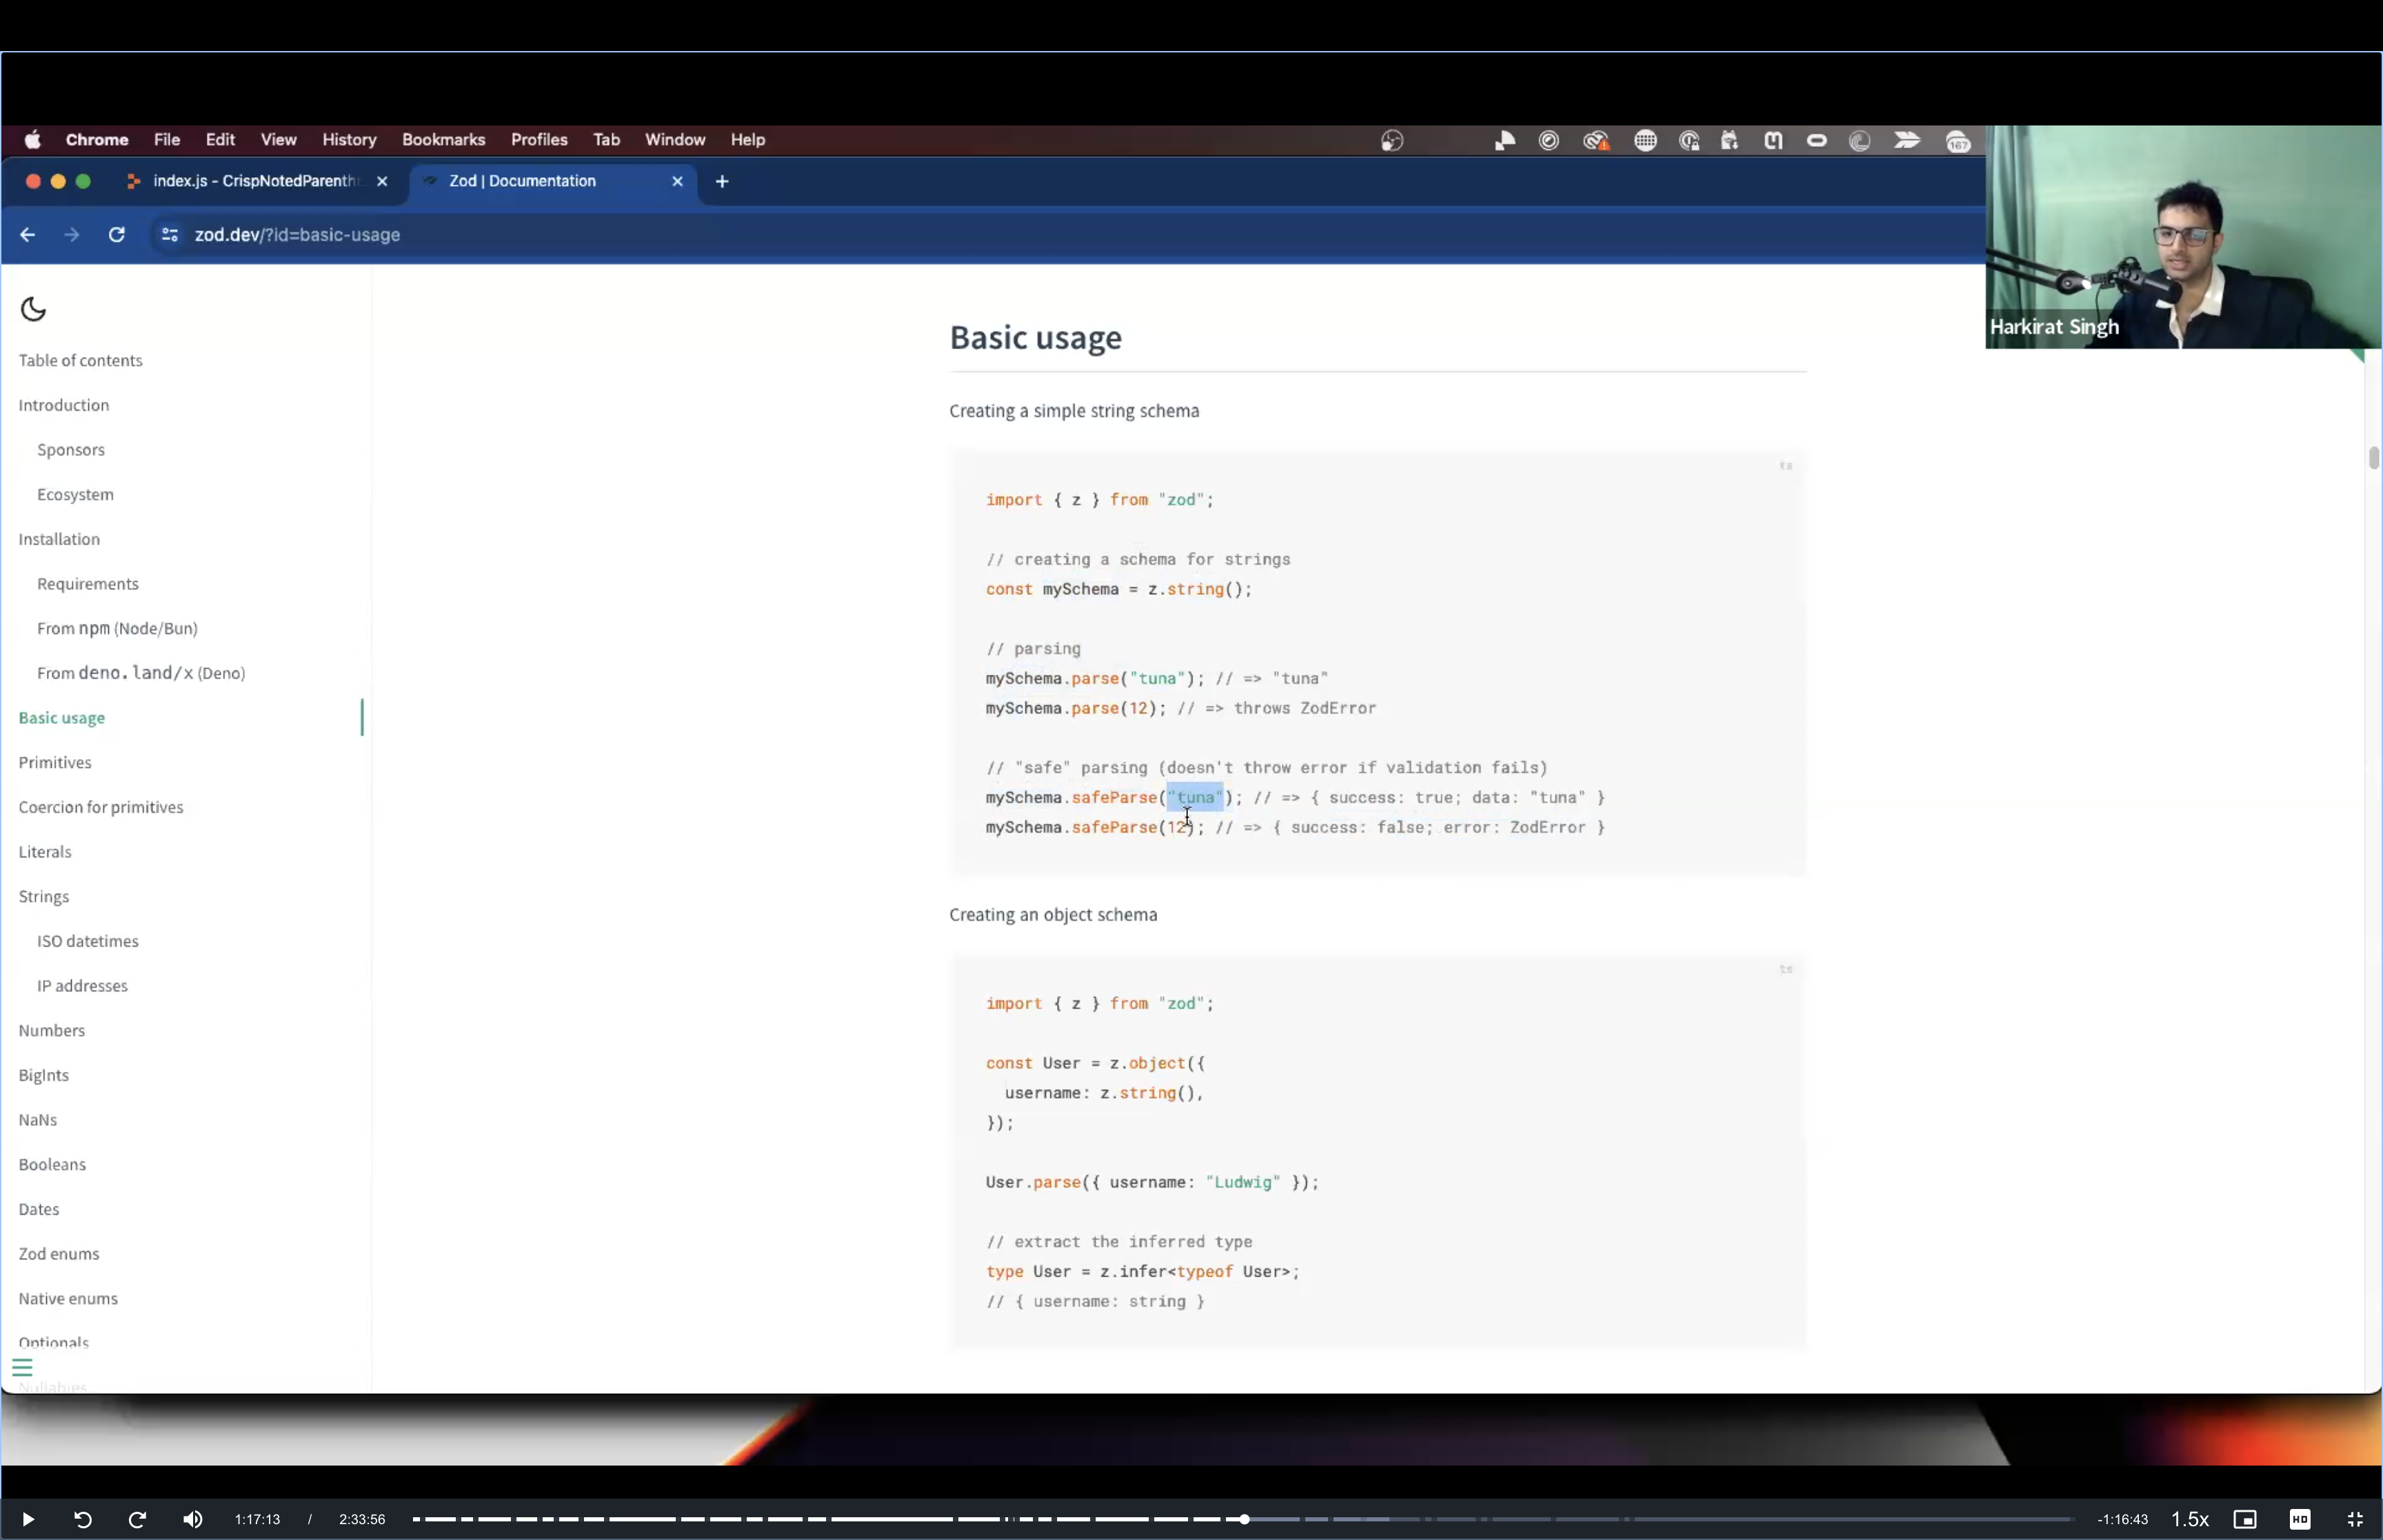 Chrome File Edit View History Bookmarks Profiles Tab Window Help
167
index.js - CrispNotedParenth
Zod | Documentation
zod.dev/?id=basic-usage
Harkirat Singh
Table of contents
Introduction
Sponsors
Ecosystem
Installation
Requirements
From npm (Node/Bun)
From deno.land/x (Deno)
Basic usage
Primitives
Coercion for primitives
Literals
Strings
ISO datetimes
IP addresses
Numbers
BigInts
NaNs
Booleans
Dates
Zod enums
Native enums
Optionals
Nullables
Basic usage
Creating a simple string schema
ts
import { z } from "zod";
// creating a schema for strings
const mySchema = z.string();
// parsing
mySchema.parse("tuna"); // => "tuna"
mySchema.parse(12); // => throws ZodError
// "safe" parsing (doesn't throw error if validation fails)
mySchema.safeParse("tuna"); // => { success: true; data: "tuna" }
mySchema.safeParse(12); // => { success: false; error: ZodError }
Creating an object schema
ts
import { z } from "zod";
const User = z.object({
username: z.string(),
});
User.parse({ username: "Ludwig" });
// extract the inferred type
type User = z.infer<typeof User>;
// { username: string }
1:17:13 / 2:33:56
-1:16:43
1.5x
HD